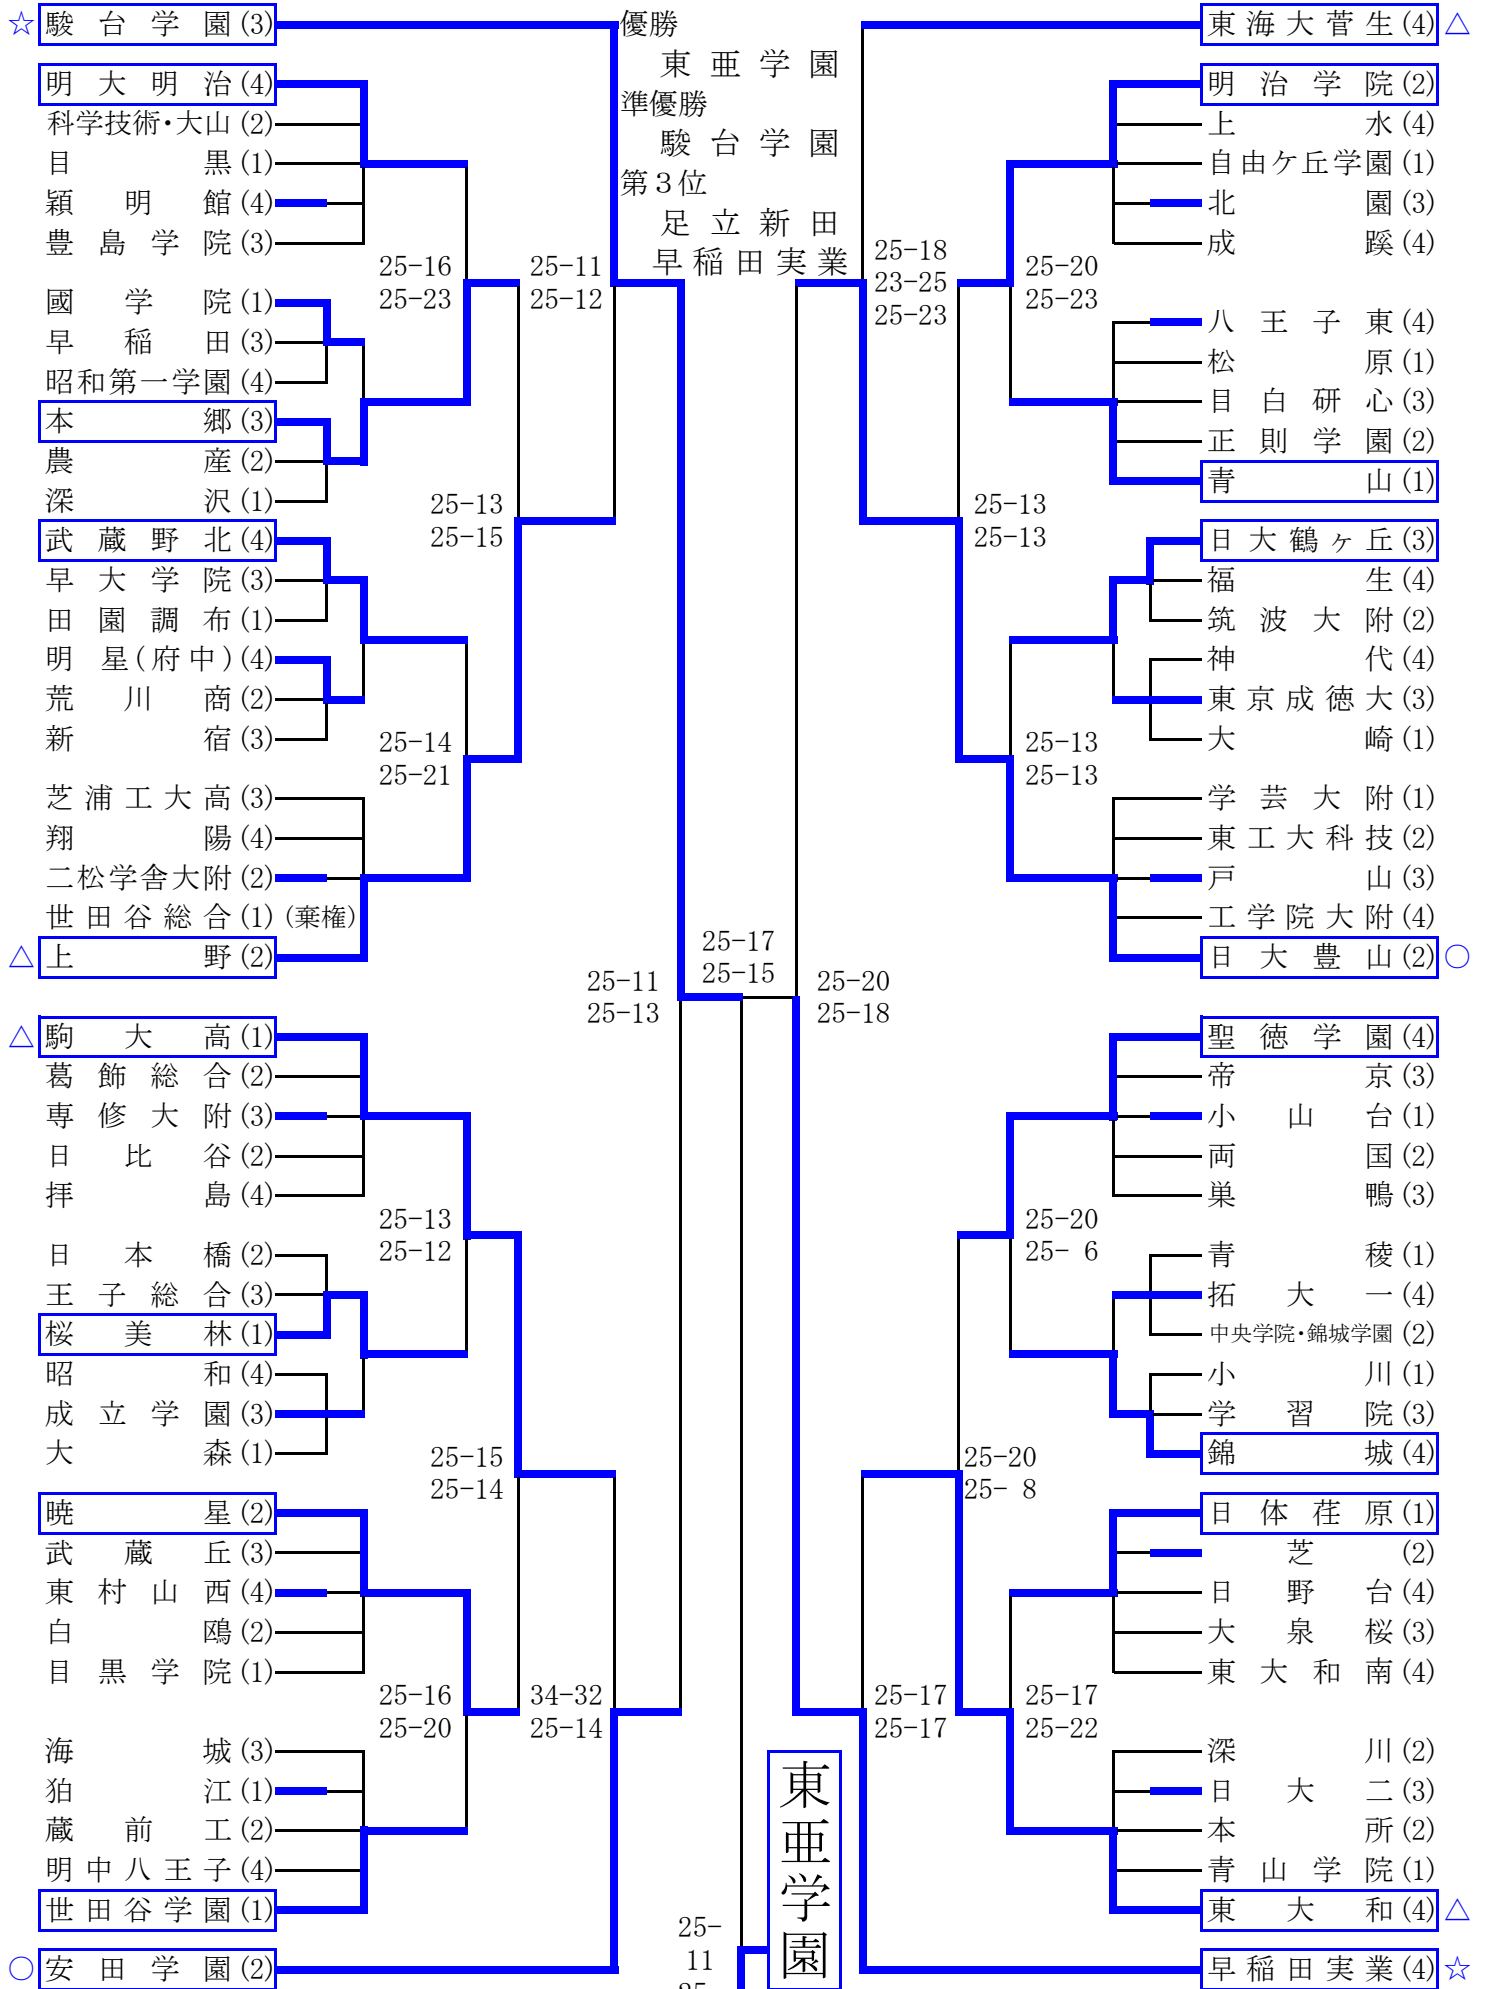 ☆駿台学園(3)
明大明治(4)
科学技術・大山(2)
目黒(1)
穎明館(4)
豊島学院(3)
25-16
25-23
國学院(1)
早稲田(3)
昭和第一学園(4)
本郷(3)
農産(2)
深沢(1)
25-13
25-15
武蔵野北(4)
早大学院(3)
田園調布(1)
明星(府中)(4)
荒川商(2)
新宿(3)
25-14
25-21
芝浦工大高(3)
翔陽(4)
二松学舎大附(2)
世田谷総合(1)(棄権)
△上野(2)
25-11
25-12
△駒大高(1)
葛飾総合(2)
専修大附(3)
日比谷(2)
拝島(4)
25-13
25-12
日本橋(2)
王子総合(3)
桜美林(1)
昭和(4)
成立学園(3)
大森(1)
25-15
25-14
暁星(2)
武蔵丘(3)
東村山西(4)
白鴎(2)
目黒学院(1)
25-16
25-20
海城(3)
狛江(1)
蔵前工(2)
明中八王子(4)
世田谷学園(1)
34-32
25-14
○安田学園(2)
25-11
25-13
優勝
東亜学園
準優勝
駿台学園
第3位
足立新田
早稲田実業
25-17
25-15
25-20
25-18
東亜学園
25-
11
東海大菅生(4)△
25-18
23-25
25-23
明治学院(2)
上水(4)
自由ケ丘学園(1)
北園(3)
成蹊(4)
25-20
25-23
八王子東(4)
松原(1)
目白研心(3)
正則学園(2)
青山(1)
25-13
25-13
日大鶴ヶ丘(3)
福生(4)
筑波大附(2)
神代(4)
東京成徳大(3)
大崎(1)
25-13
25-13
学芸大附(1)
東工大科技(2)
戸山(3)
工学院大附(4)
日大豊山(2)○
聖徳学園(4)
帝京(3)
小山台(1)
両国(2)
巣鴨(3)
25-20
25- 6
青稜(1)
拓大一(4)
中央学院・錦城学園(2)
小川(1)
学習院(3)
錦城(4)
25-20
25- 8
日体荏原(1)
芝(2)
日野台(4)
大泉桜(3)
東大和南(4)
25-17
25-17
25-17
25-22
深川(2)
日大二(3)
本所(2)
青山学院(1)
東大和(4)△
早稲田実業(4)☆